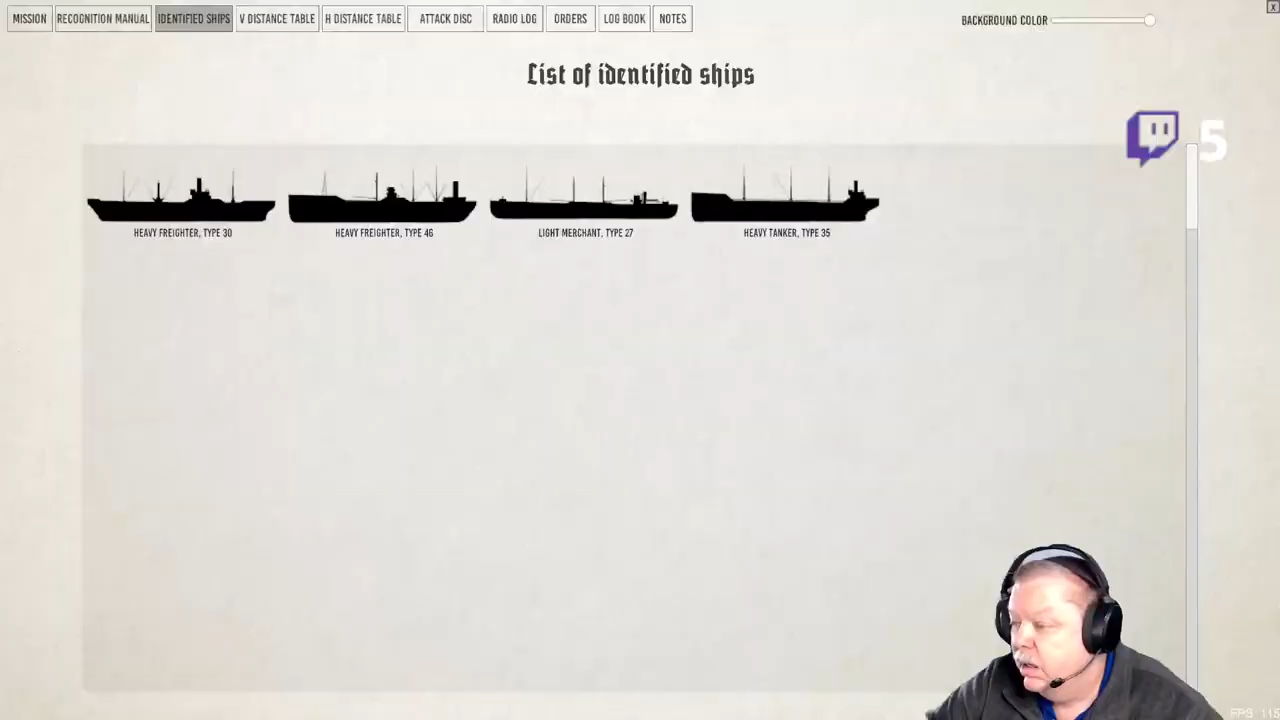 MISSION
RECOGNITION MANUAL
IDENTIFIED SHIPS
V DISTANCE TABLE
H DISTANCE TABLE
ATTACK DISC
RADIO LOG
ORDERS
LOG BOOK
NOTES
BACKGROUND COLOR
X
List of identified ships
5
HEAVY FREIGHTER, TYPE 30
HEAVY FREIGHTER, TYPE 46
LIGHT MERCHANT, TYPE 27
HEAVY TANKER, TYPE 35
FPS 115